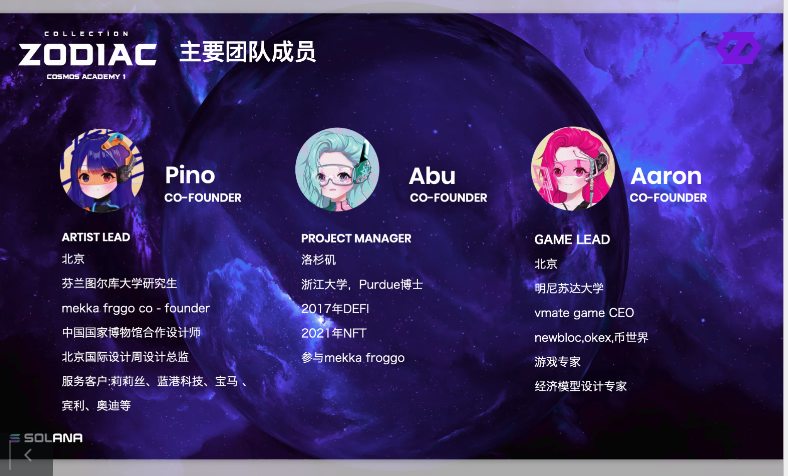 COLLECTION
ZODIAC
COSMOS ACADEMY 1
主要团队成员
Pino
CO-FOUNDER
ARTIST LEAD
北京
芬兰图尔库大学研究生
mekka frggo co - founder
中国国家博物馆合作设计师
北京国际设计周设计总监
服务客户:莉莉丝、蓝港科技、宝马 、
宾利、奥迪等
Abu
CO-FOUNDER
PROJECT MANAGER
洛杉矶
浙江大学，Purdue博士
2017年DEFI
2021年NFT
参与mekka froggo
Aaron
CO-FOUNDER
GAME LEAD
北京
明尼苏达大学
vmate game CEO
newbloc,okex,币世界
游戏专家
经济模型设计专家
SOLANA